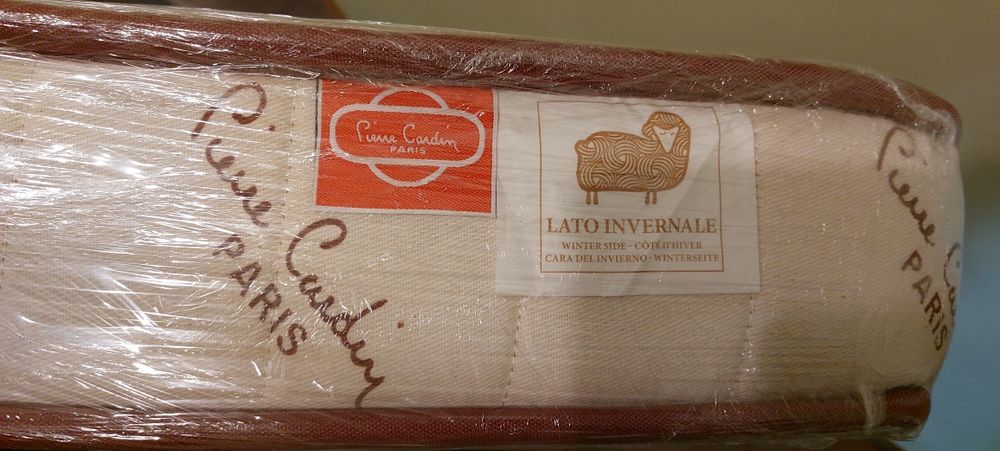 Pierre Cardin
PARIS
Pierre Cardin
PARIS
LATO INVERNALE
WINTER SIDE - CÔTÉ D'HIVER
CARA DEL INVIERNO - WINTERSEITE
Pierre
PARIS